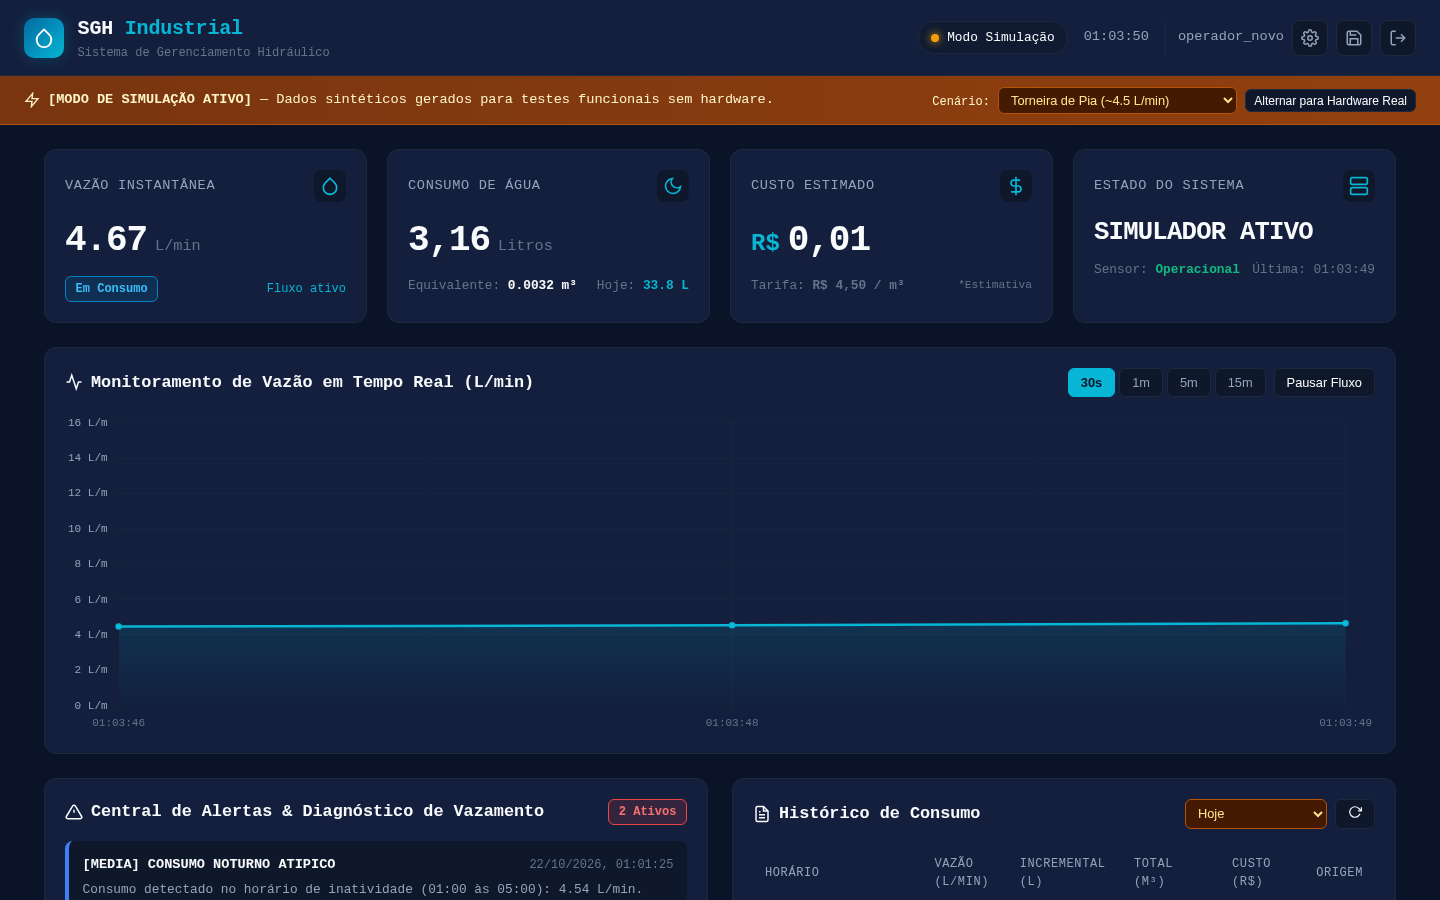 SGH Industrial
Sistema de Gerenciamento Hidráulico
Modo Simulação
01:03:50
operador_novo
[MODO DE SIMULAÇÃO ATIVO] — Dados sintéticos gerados para testes funcionais sem hardware.
Cenário:
Torneira de Pia (~4.5 L/min)
Alternar para Hardware Real
VAZÃO INSTANTÂNEA
4.67 L/min
Em Consumo
Fluxo ativo
CONSUMO DE ÁGUA
3,16 Litros
Equivalente: 0.0032 m³
Hoje: 33.8 L
CUSTO ESTIMADO
R$ 0,01
Tarifa: R$ 4,50 / m³
*Estimativa
ESTADO DO SISTEMA
SIMULADOR ATIVO
Sensor: Operacional
Última: 01:03:49
Monitoramento de Vazão em Tempo Real (L/min)
30s
1m
5m
15m
Pausar Fluxo
16 L/m
14 L/m
12 L/m
10 L/m
8 L/m
6 L/m
4 L/m
2 L/m
0 L/m
01:03:46
01:03:48
01:03:49
Central de Alertas & Diagnóstico de Vazamento
2 Ativos
[MEDIA] CONSUMO NOTURNO ATIPICO
22/10/2026, 01:01:25
Consumo detectado no horário de inatividade (01:00 às 05:00): 4.54 L/min.
Histórico de Consumo
Hoje
HORÁRIO
VAZÃO
(L/MIN)
INCREMENTAL
(L)
TOTAL
(M³)
CUSTO
(R$)
ORIGEM